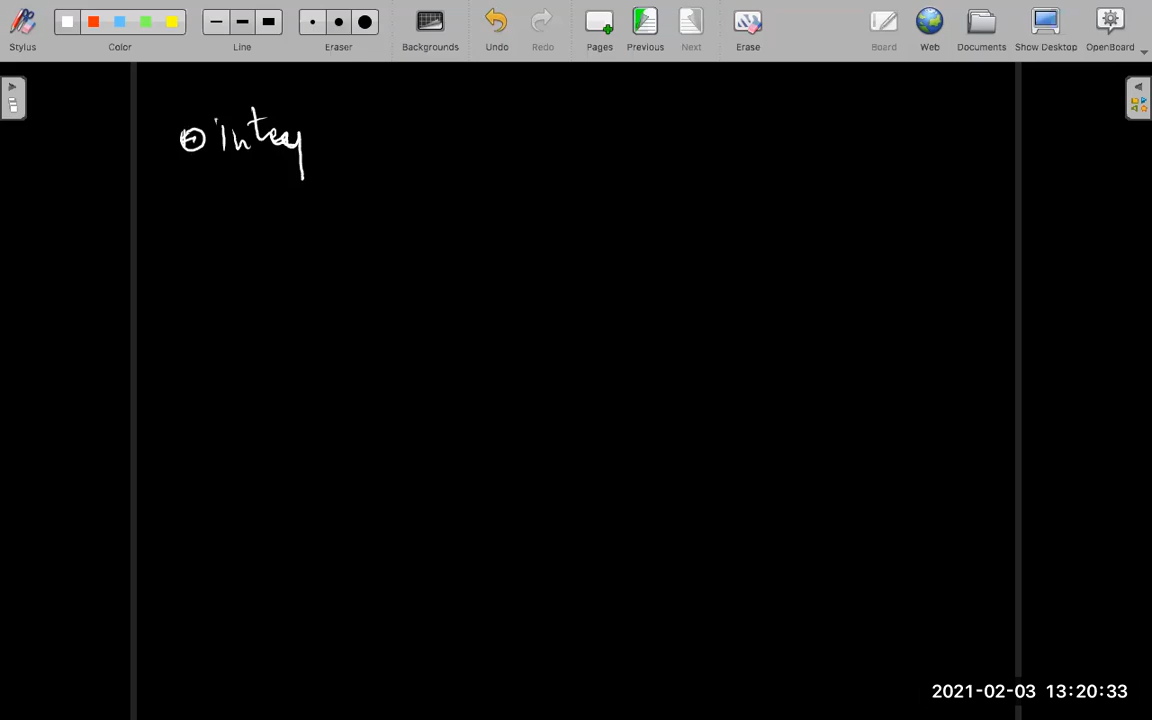 Stylus Color Line Eraser Backgrounds Undo Redo Pages Previous Next Erase Board Web Documents Show Desktop OpenBoard
integ
2021-02-03 13:20:33